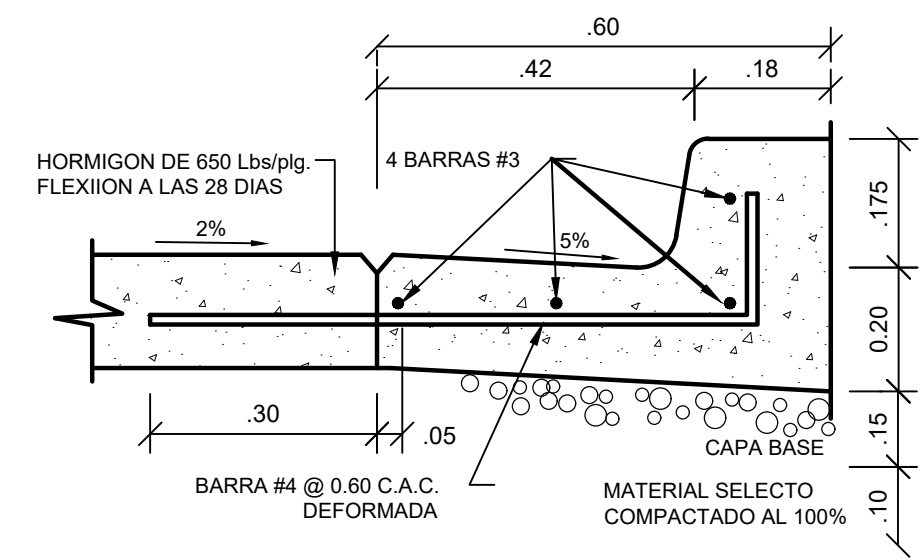 .60
.42
.18
HORMIGON DE 650 Lbs/plg.
FLEXIION A LAS 28 DIAS
4 BARRAS #3
.175
2%
5%
0.20
.30
.05
.15
CAPA BASE
BARRA #4 @ 0.60 C.A.C.
DEFORMADA
MATERIAL SELECTO
COMPACTADO AL 100%
.10